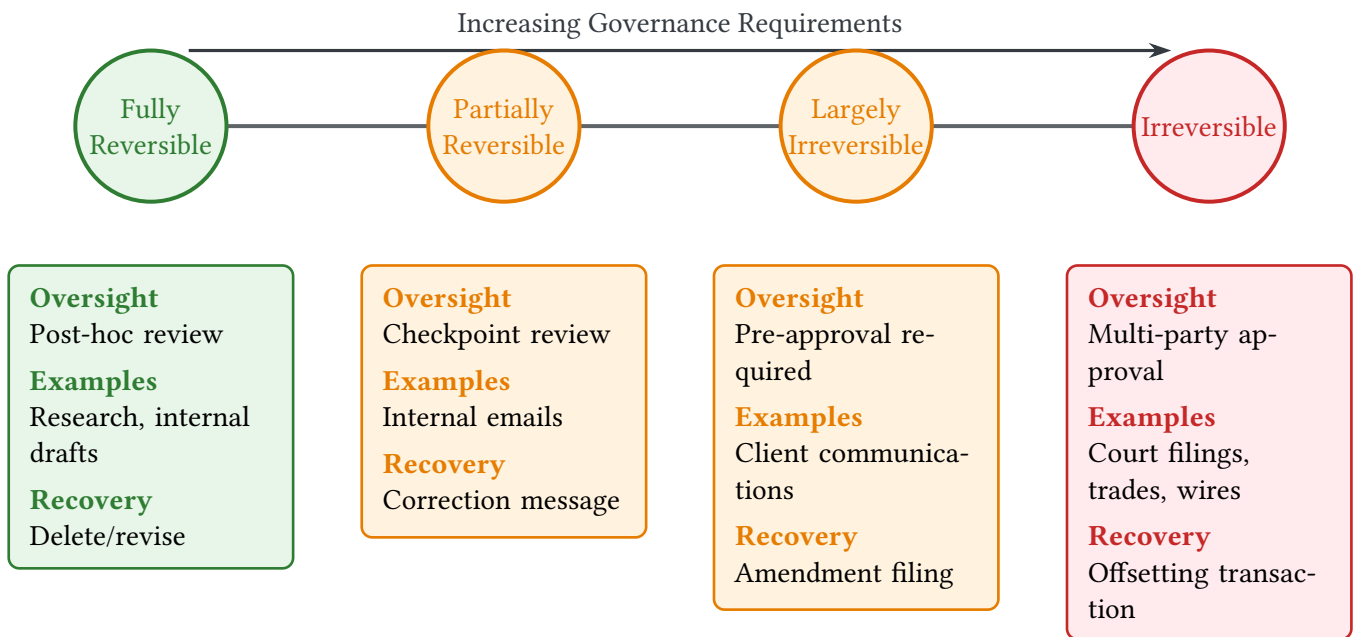 Increasing Governance Requirements
Fully
Reversible
Partially
Reversible
Largely
Irreversible
Irreversible
Oversight
Post-hoc review
Examples
Research, internal
drafts
Recovery
Delete/revise
Oversight
Checkpoint review
Examples
Internal emails
Recovery
Correction message
Oversight
Pre-approval re-
quired
Examples
Client communica-
tions
Recovery
Amendment filing
Oversight
Multi-party ap-
proval
Examples
Court filings,
trades, wires
Recovery
Offsetting transac-
tion